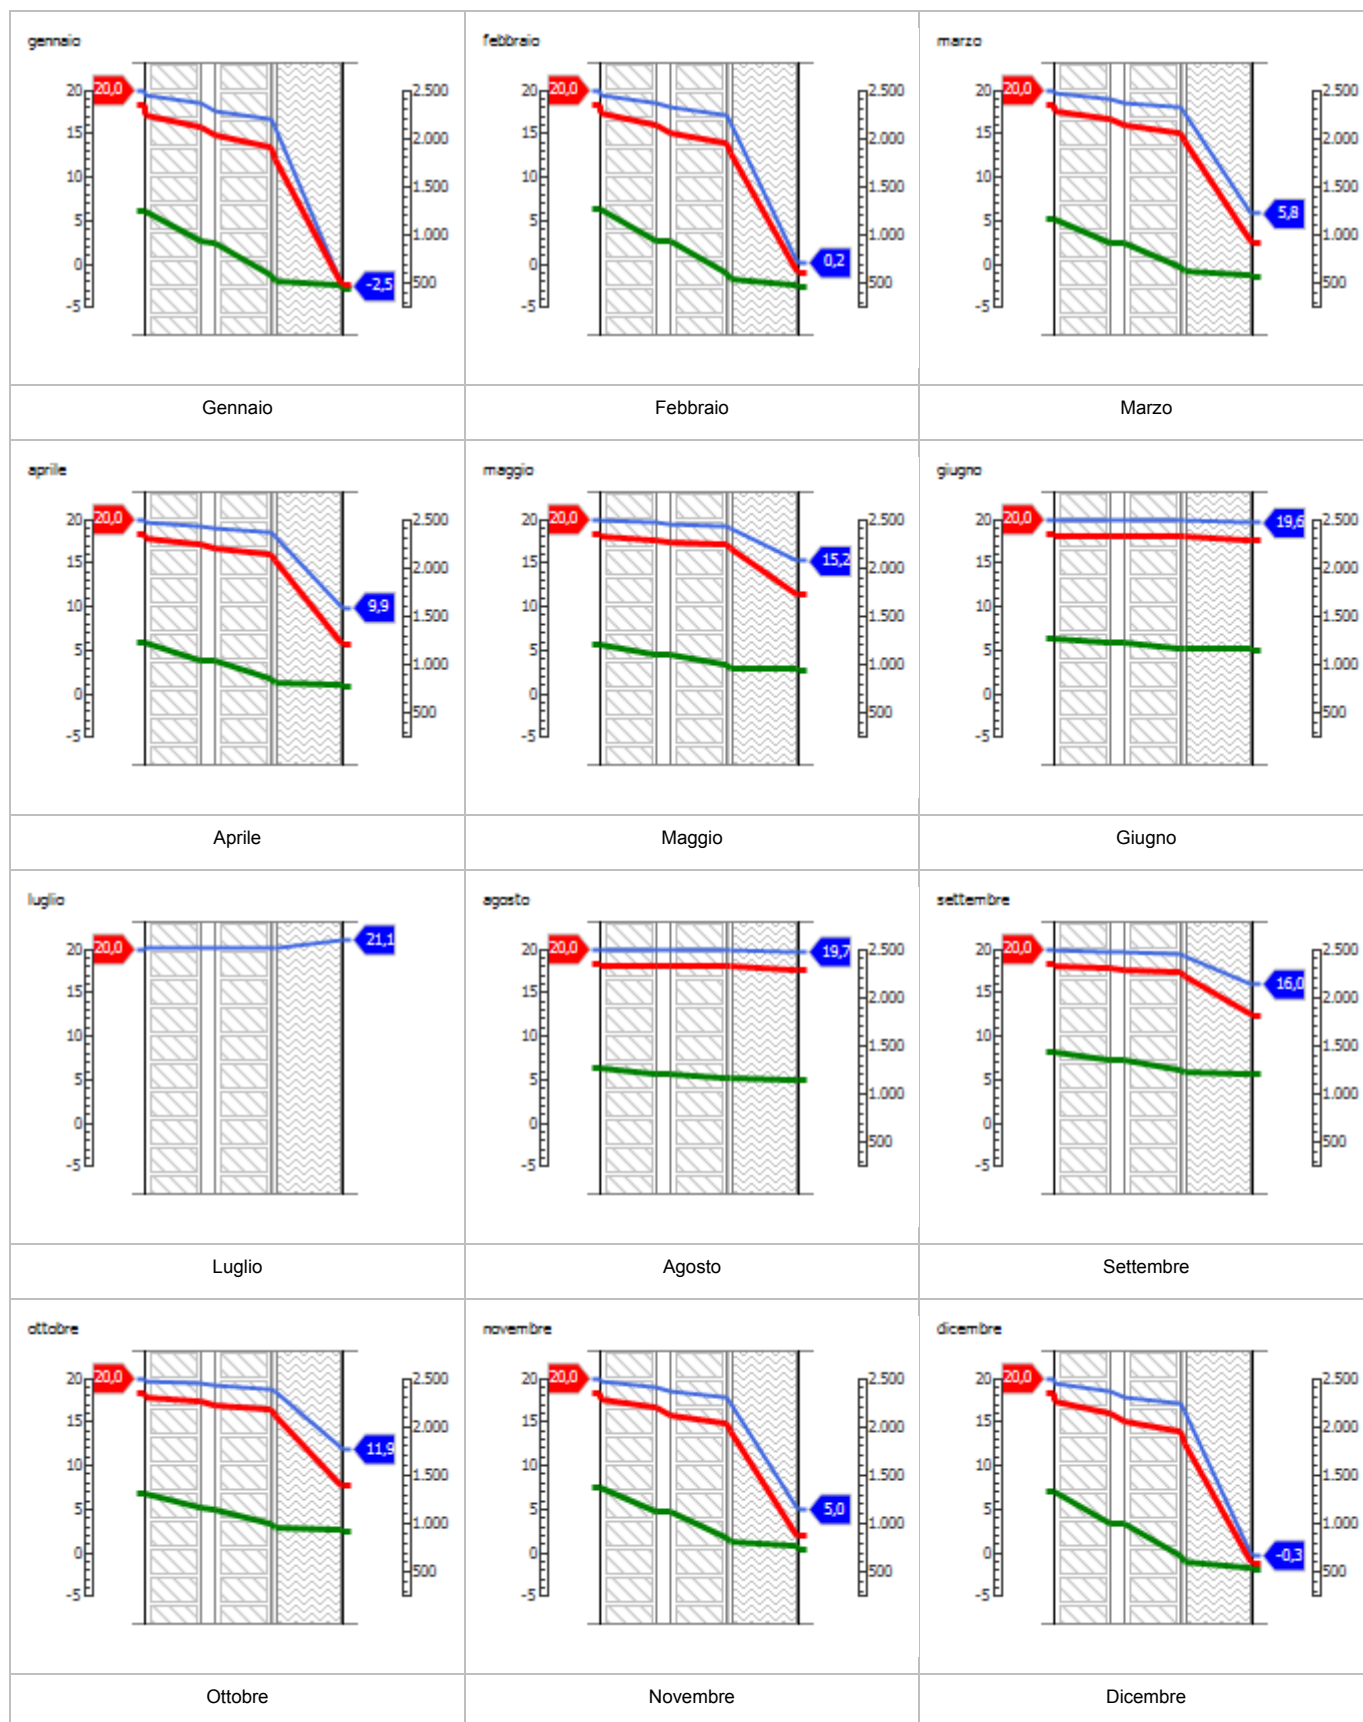 gennaio
febbraio
marzo
20 20,0 2.500
15 2.000
10 1.500
5 1.000
0 500
-5 -2,5
20 20,0 2.500
15 2.000
10 1.500
5 1.000
0 0,2 500
-5
20 20,0 2.500
15 2.000
10 1.500
5 5,8 1.000
0 500
-5
Gennaio
Febbraio
Marzo
aprile
maggio
giugno
20 20,0 2.500
15 2.000
10 9,9 1.500
5 1.000
0 500
-5
20 20,0 2.500
15 15,2 2.000
10 1.500
5 1.000
0 500
-5
20 20,0 19,6 2.500
15 2.000
10 1.500
5 1.000
0 500
-5
Aprile
Maggio
Giugno
luglio
agosto
settembre
20 20,0 21,1
15
10
5
0
-5
20 20,0 19,7 2.500
15 2.000
10 1.500
5 1.000
0 500
-5
20 20,0 2.500
15 16,0 2.000
10 1.500
5 1.000
0 500
-5
Luglio
Agosto
Settembre
ottobre
novembre
dicembre
20 20,0 2.500
15 2.000
10 11,9 1.500
5 1.000
0 500
-5
20 20,0 2.500
15 2.000
10 1.500
5 5,0 1.000
0 500
-5
20 20,0 2.500
15 2.000
10 1.500
5 1.000
0 -0,3 500
-5
Ottobre
Novembre
Dicembre